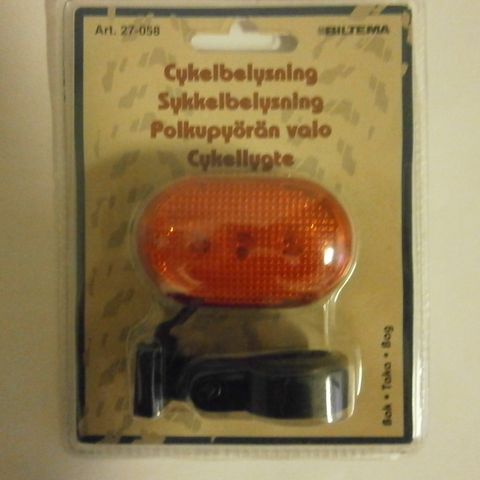 Art. 27-058
BILTEMA
Cykelbelysning
Sykkelbelysning
Polkupyörän valo
Cykellygte
Bak • Taka • Bag